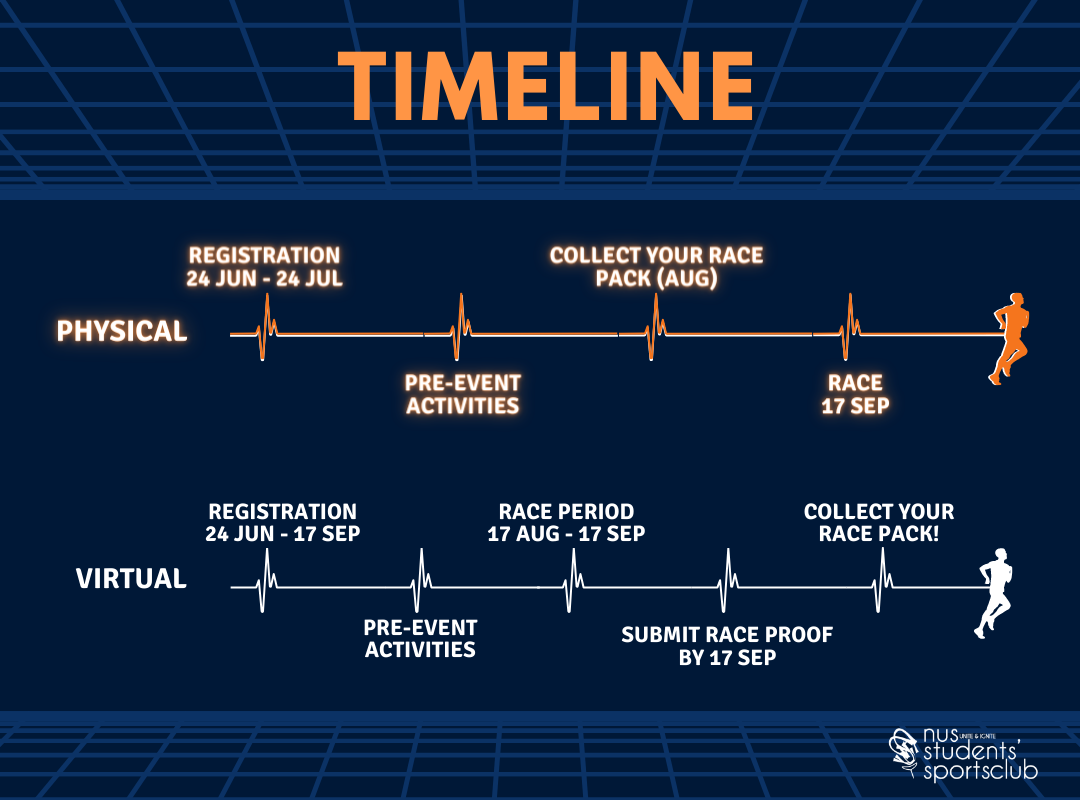 TIMELINE
REGISTRATION
24 JUN - 24 JUL
COLLECT YOUR RACE
PACK (AUG)
PHYSICAL
PRE-EVENT
ACTIVITIES
RACE
17 SEP
REGISTRATION
24 JUN - 17 SEP
RACE PERIOD
17 AUG - 17 SEP
COLLECT YOUR
RACE PACK!
VIRTUAL
PRE-EVENT
ACTIVITIES
SUBMIT RACE PROOF
BY 17 SEP
nus UNITE & IGNITE
students'
sportsclub